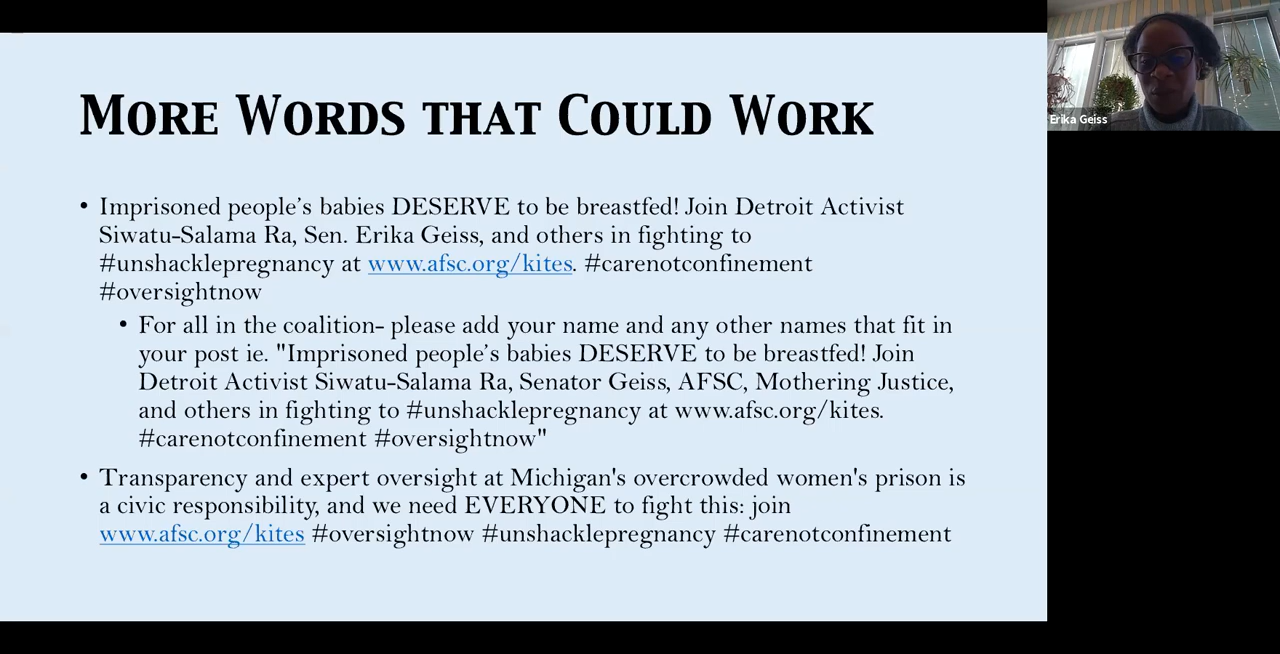 More Words that Could Work
• Imprisoned people’s babies DESERVE to be breastfed! Join Detroit Activist
Siwatu-Salama Ra, Sen. Erika Geiss, and others in fighting to
#unshacklepregnancy at www.afsc.org/kites. #carenotconfinement
#oversightnow
• For all in the coalition- please add your name and any other names that fit in
your post ie. "Imprisoned people’s babies DESERVE to be breastfed! Join
Detroit Activist Siwatu-Salama Ra, Senator Geiss, AFSC, Mothering Justice,
and others in fighting to #unshacklepregnancy at www.afsc.org/kites.
#carenotconfinement #oversightnow"
• Transparency and expert oversight at Michigan's overcrowded women's prison is
a civic responsibility, and we need EVERYONE to fight this: join
www.afsc.org/kites #oversightnow #unshacklepregnancy #carenotconfinement
Erika Geiss